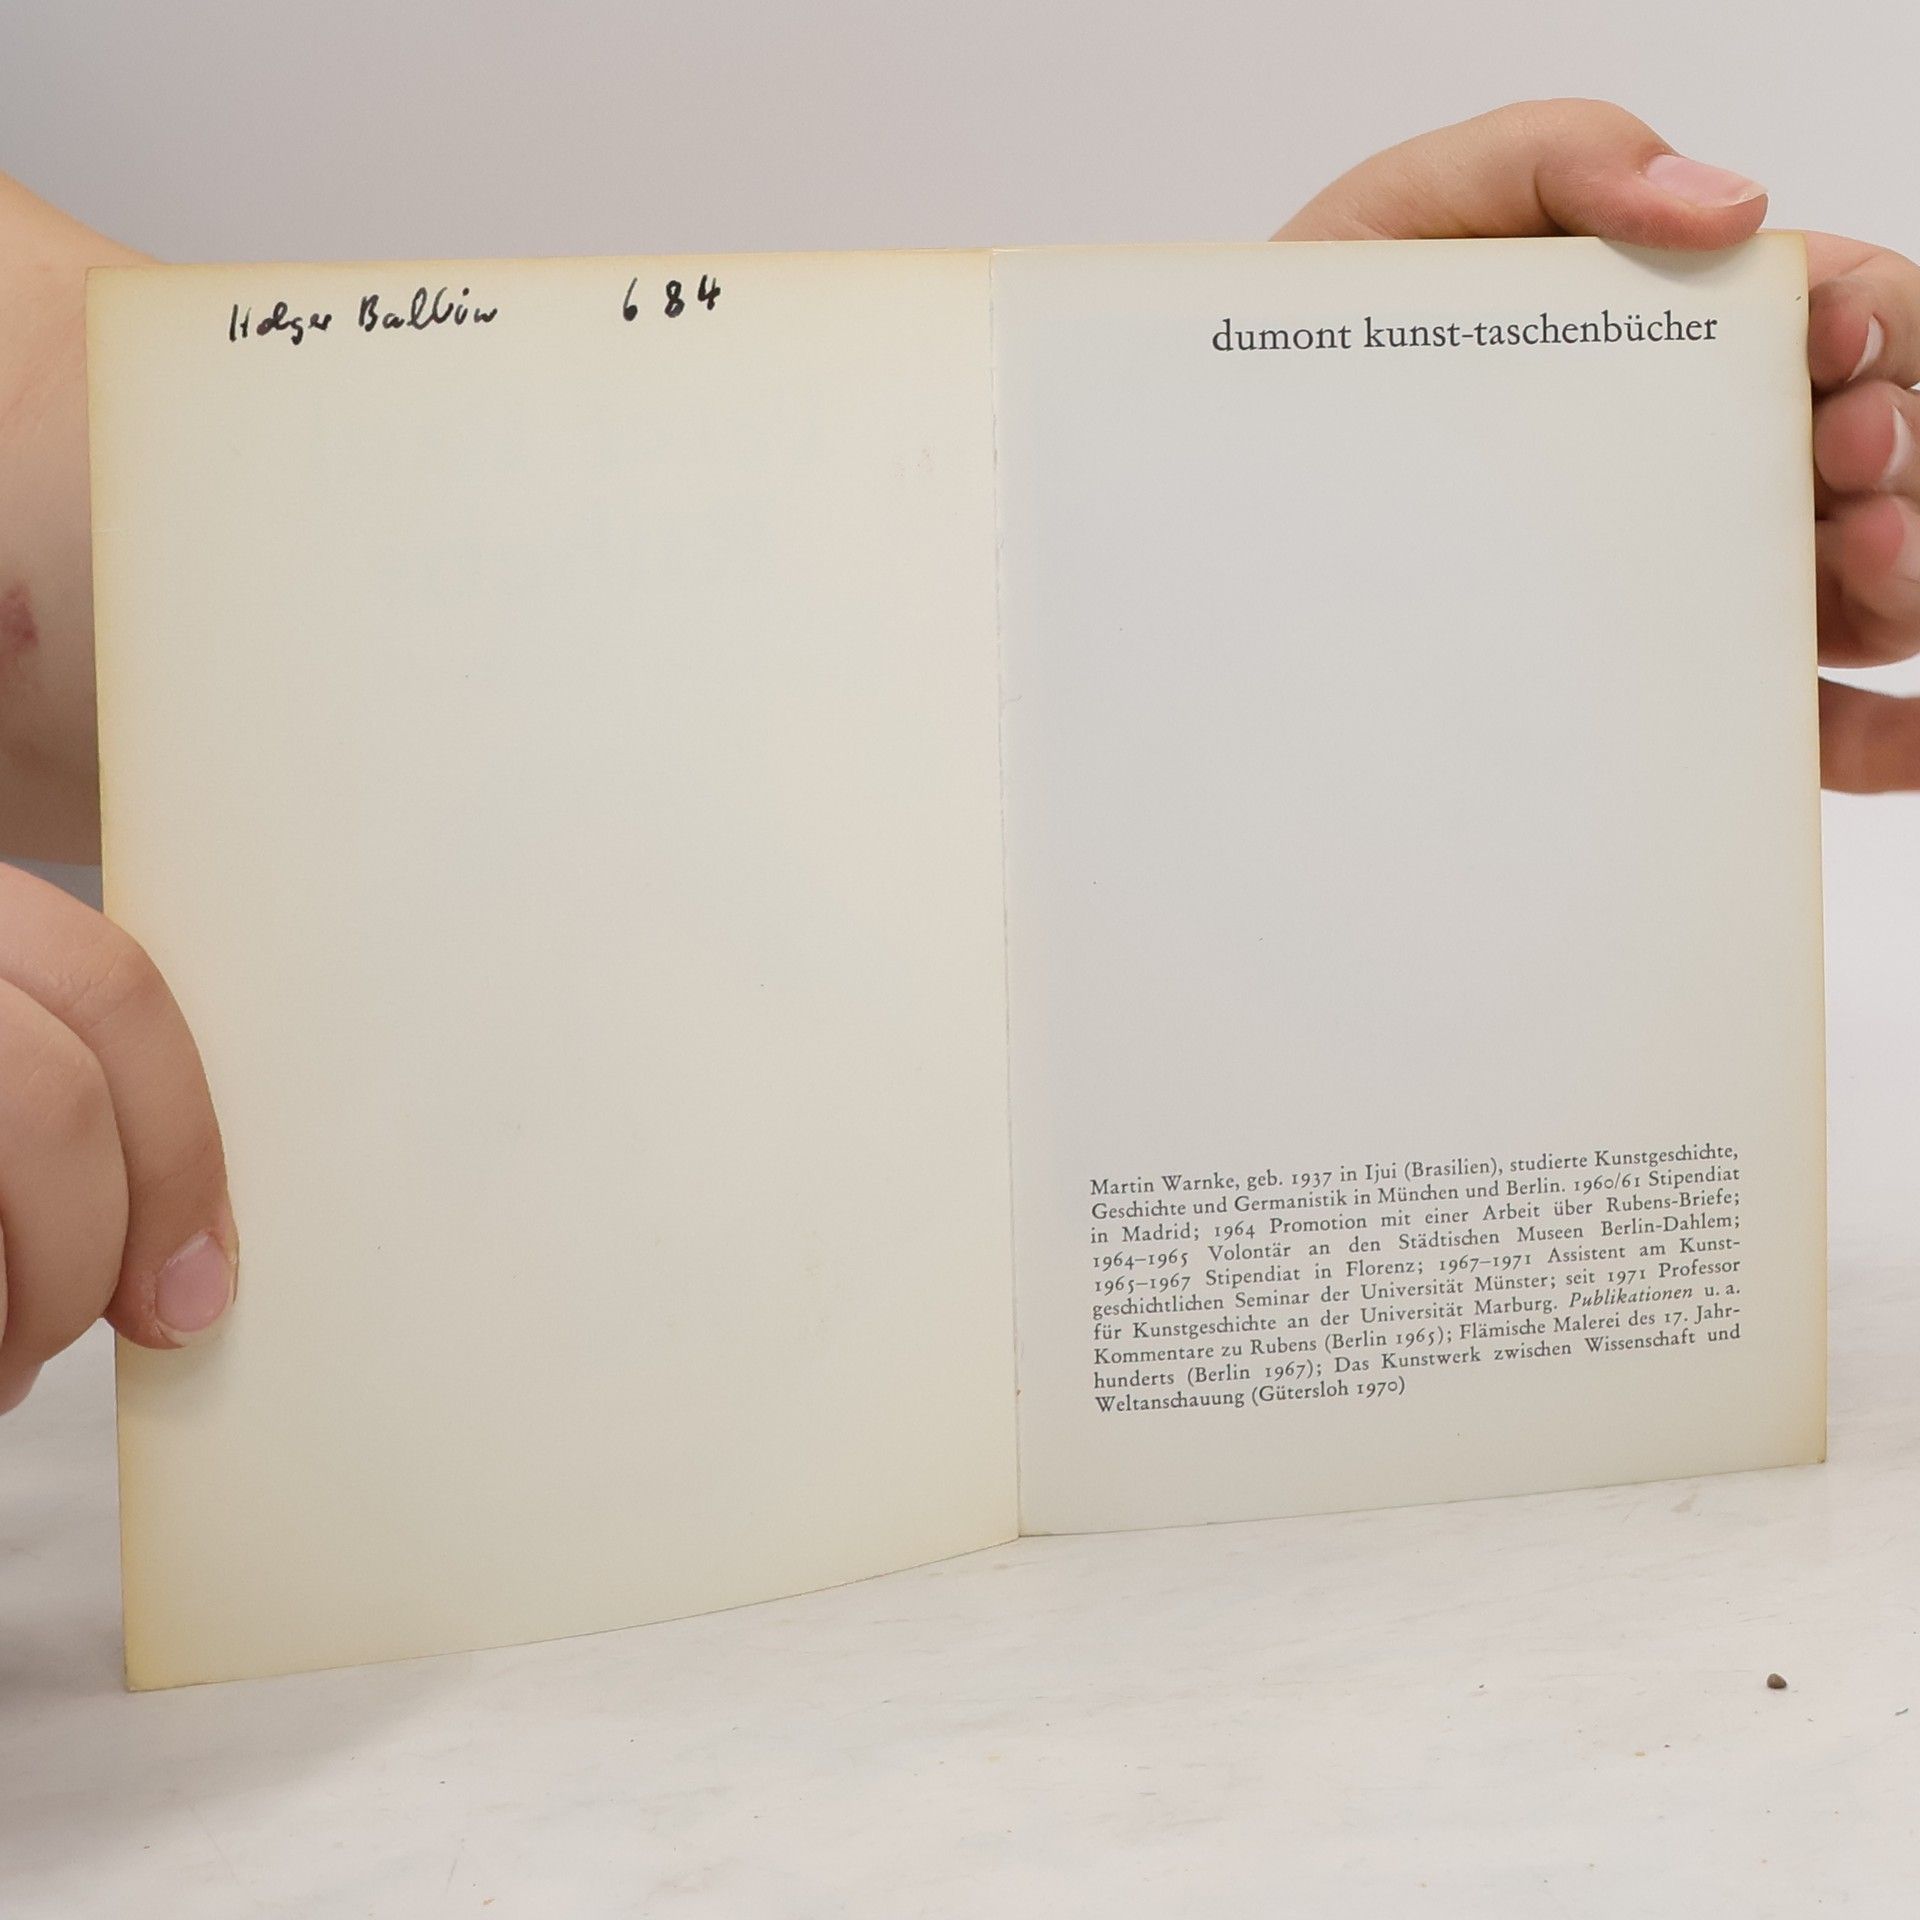 Holger 684
dumont kunst-taschenbücher
Martin Warnke, geb. 1937 in Ijui (Brasilien), studierte Kunstgeschichte,
Geschichte und Germanistik in München und Berlin. 1960/61 Stipendiat
in Madrid; 1964 Promotion mit einer Arbeit über Rubens-Briefe;
1964–1965 Volontär an den Städtischen Museen Berlin-Dahlem;
1965–1967 Stipendiat in Florenz; 1967–1971 Assistent am Kunst-
geschichtlichen Seminar der Universität Münster; seit 1971 Professor
für Kunstgeschichte an der Universität Marburg. Publikationen u. a.
Kommentare zu Rubens (Berlin 1965); Flämische Malerei des 17. Jahr-
hunderts (Berlin 1967); Das Kunstwerk zwischen Wissenschaft und
Weltanschauung (Gütersloh 1970)